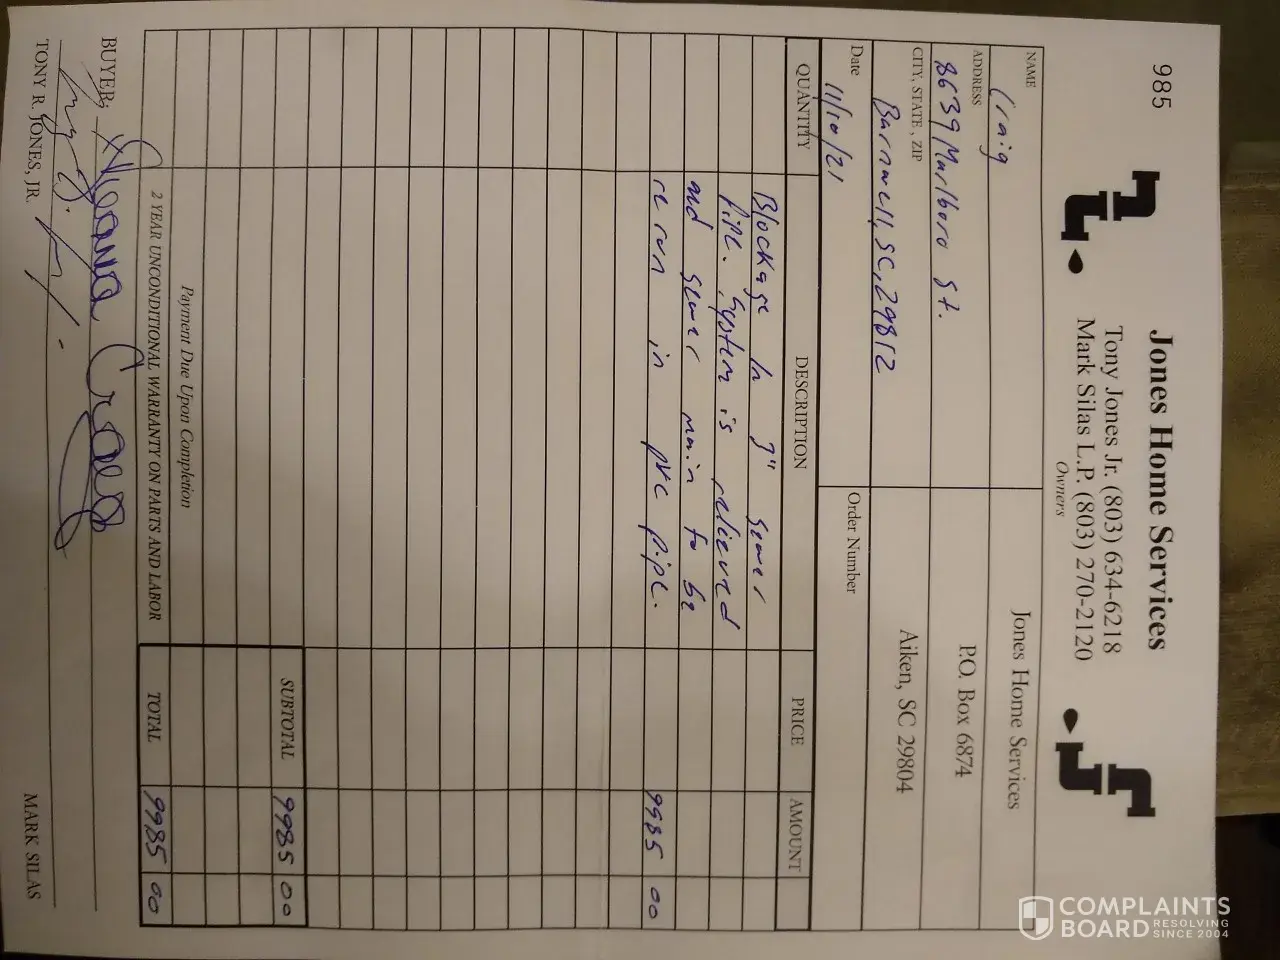 985
Jones Home Services
Tony Jones Jr. (803) 634-6218
Mark Silas L.P. (803) 270-2120
Owners
NAME
Craig
Jones Home Services
ADDRESS
8639 Marlboro St.
P.O. Box 6874
CITY, STATE, ZIP
Barnwell, SC, 29812
Aiken, SC 29804
Date
11/10/21
Order Number
QUANTITY DESCRIPTION PRICE AMOUNT
Blockage in 3" sewer
pipe. System is relieved
and sewer main to be
re run in pvc pipe. 9985 00
SUBTOTAL 9985 00
Payment Due Upon Completion
2 YEAR UNCONDITIONAL WARRANTY ON PARTS AND LABOR TOTAL 9985 00
BUYER: Craig
TONY R. JONES, JR. MARK SILAS
COMPLAINTS
BOARD RESOLVING
SINCE 2004